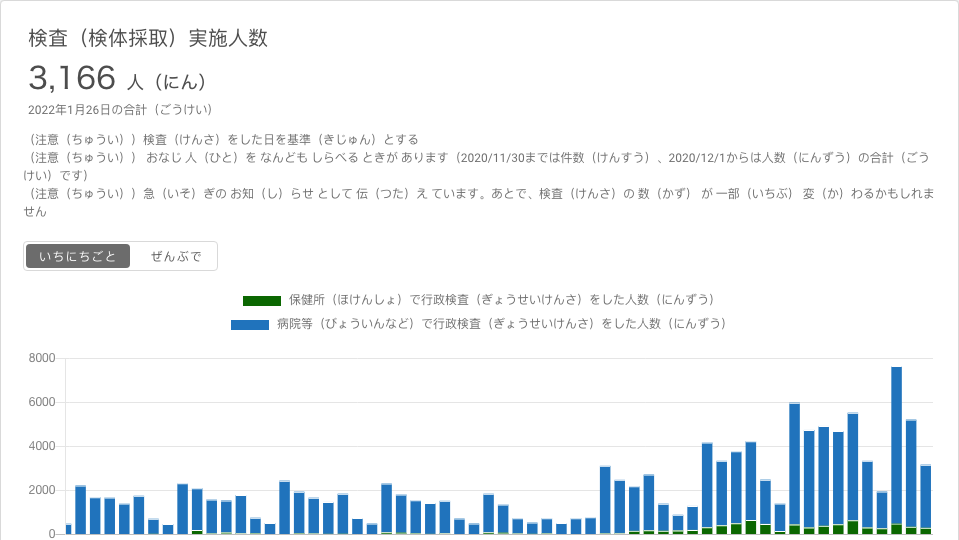 検査（検体採取）実施人数
3,166 人（にん）
2022年1月26日の合計（ごうけい）
（注意（ちゅうい））検査（けんさ）をした日を基準（きじゅん）とする
（注意（ちゅうい）） おなじ 人（ひと）を なんども しらべる ときが あります（2020/11/30までは件数（けんすう）、2020/12/1からは人数（にんずう）の合計（ごう
けい）です）
（注意（ちゅうい））急（いそ）ぎの お知（し）らせ として 伝（つた）え ています。あとで、検査（けんさ）の 数（かず） が 一部（いちぶ） 変（か）わるかもしれま
せん
いちにちごと ぜんぶで
保健所（ほけんしょ）で行政検査（ぎょうせいけんさ）をした人数（にんずう）
病院等（びょういんなど）で行政検査（ぎょうせいけんさ）をした人数（にんずう）
8000
6000
4000
2000
0